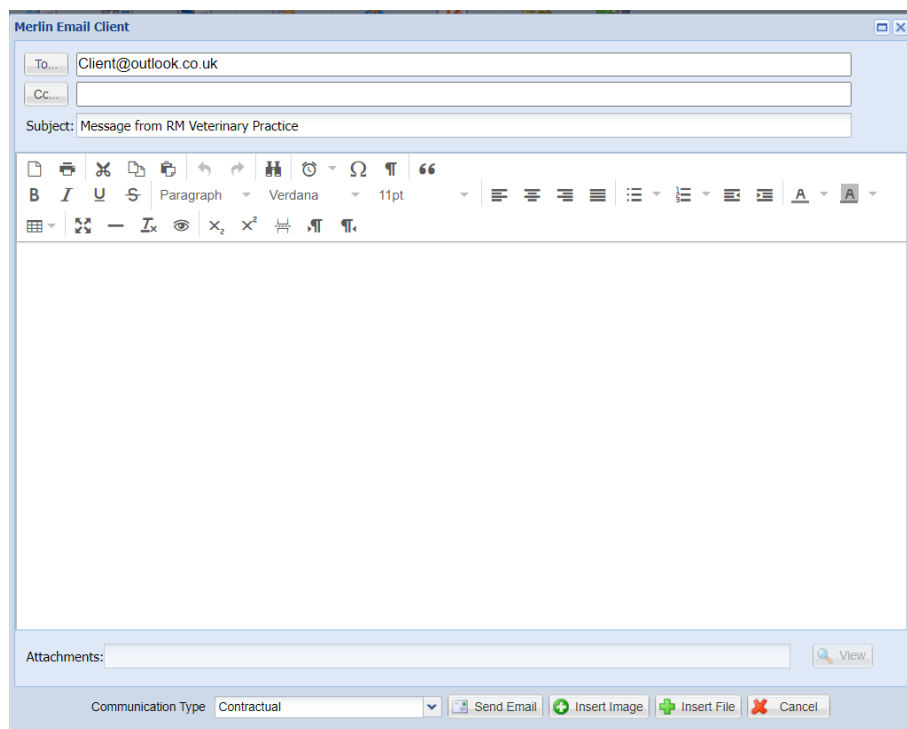 Merlin Email Client
To... Client@outlook.co.uk
Cc...
Subject: Message from RM Veterinary Practice
B I U S Paragraph Verdana 11pt A A
Attachments: View
Communication Type Contractual Send Email Insert Image Insert File Cancel